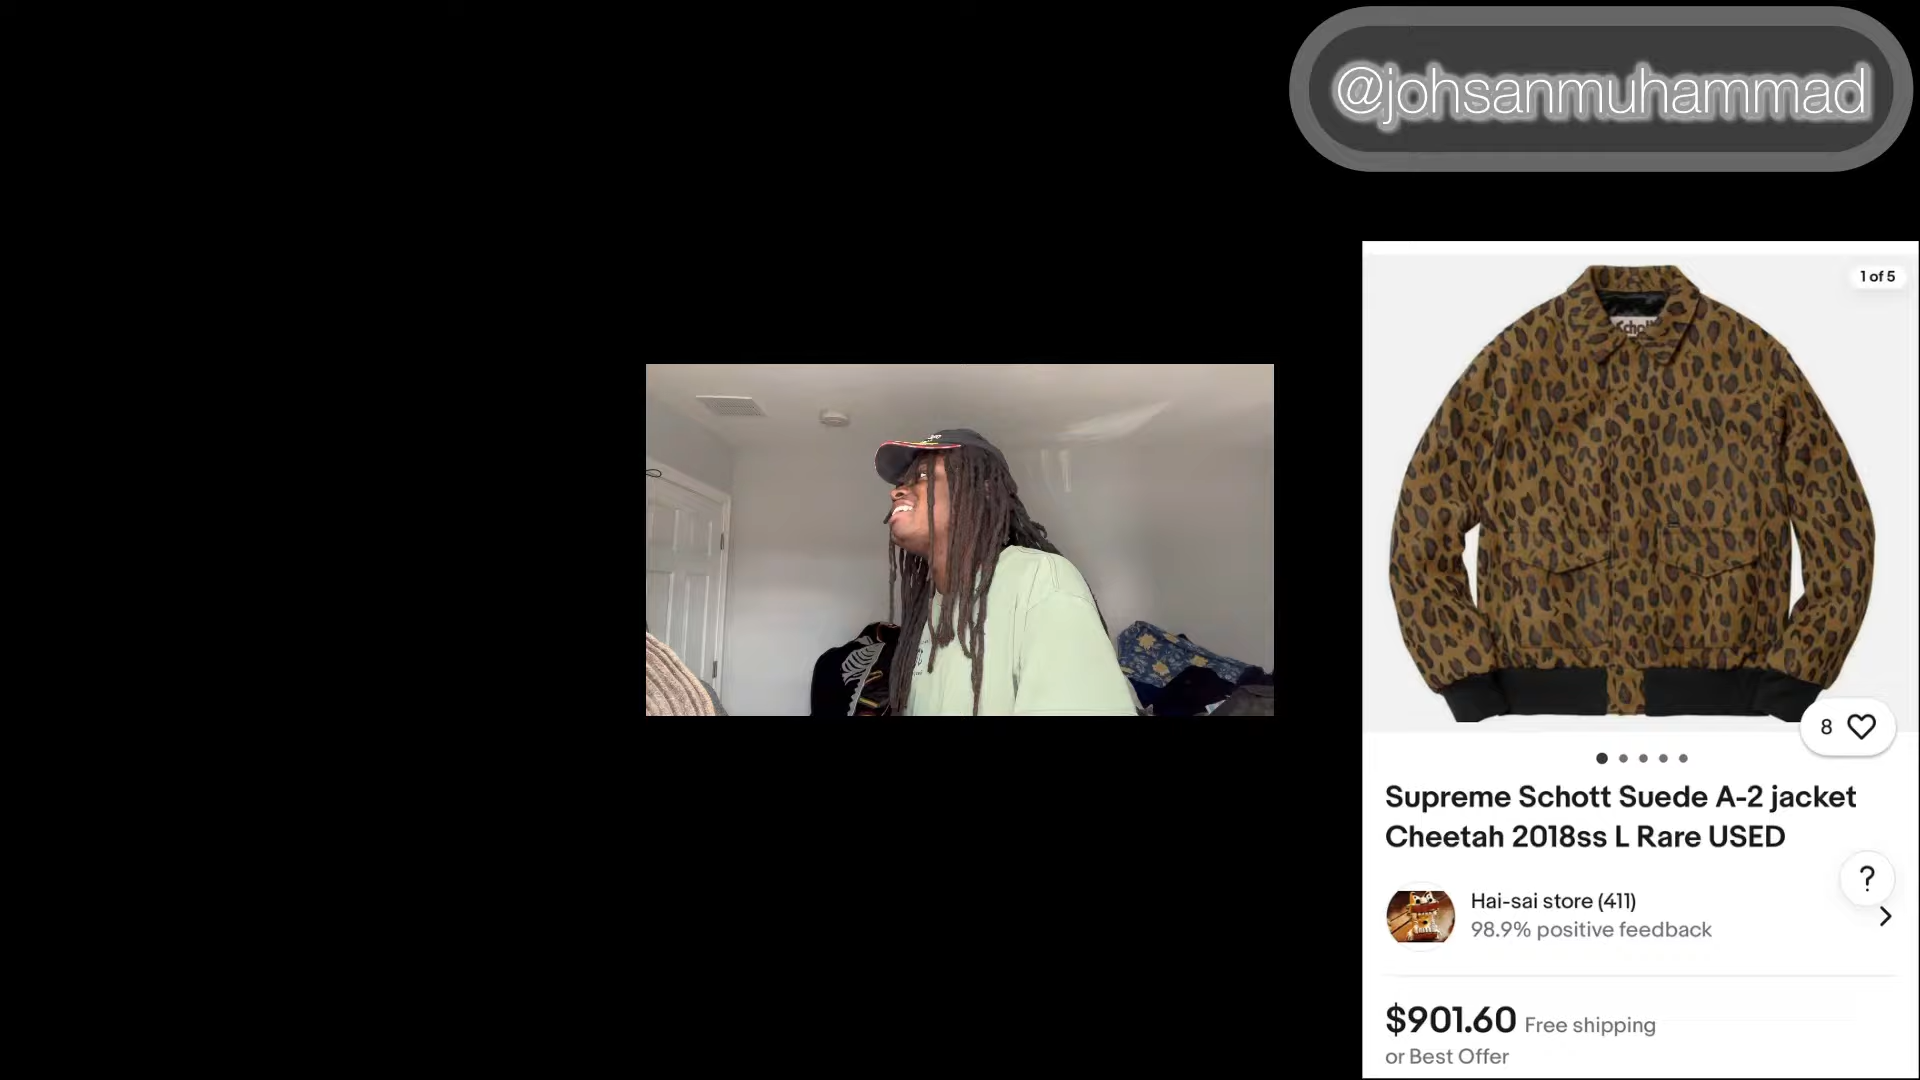 @johsanmuhammad
1 of 5
8
Supreme Schott Suede A-2 jacket
Cheetah 2018ss L Rare USED
?
Hai-sai store (411)
98.9% positive feedback
$901.60 Free shipping
or Best Offer